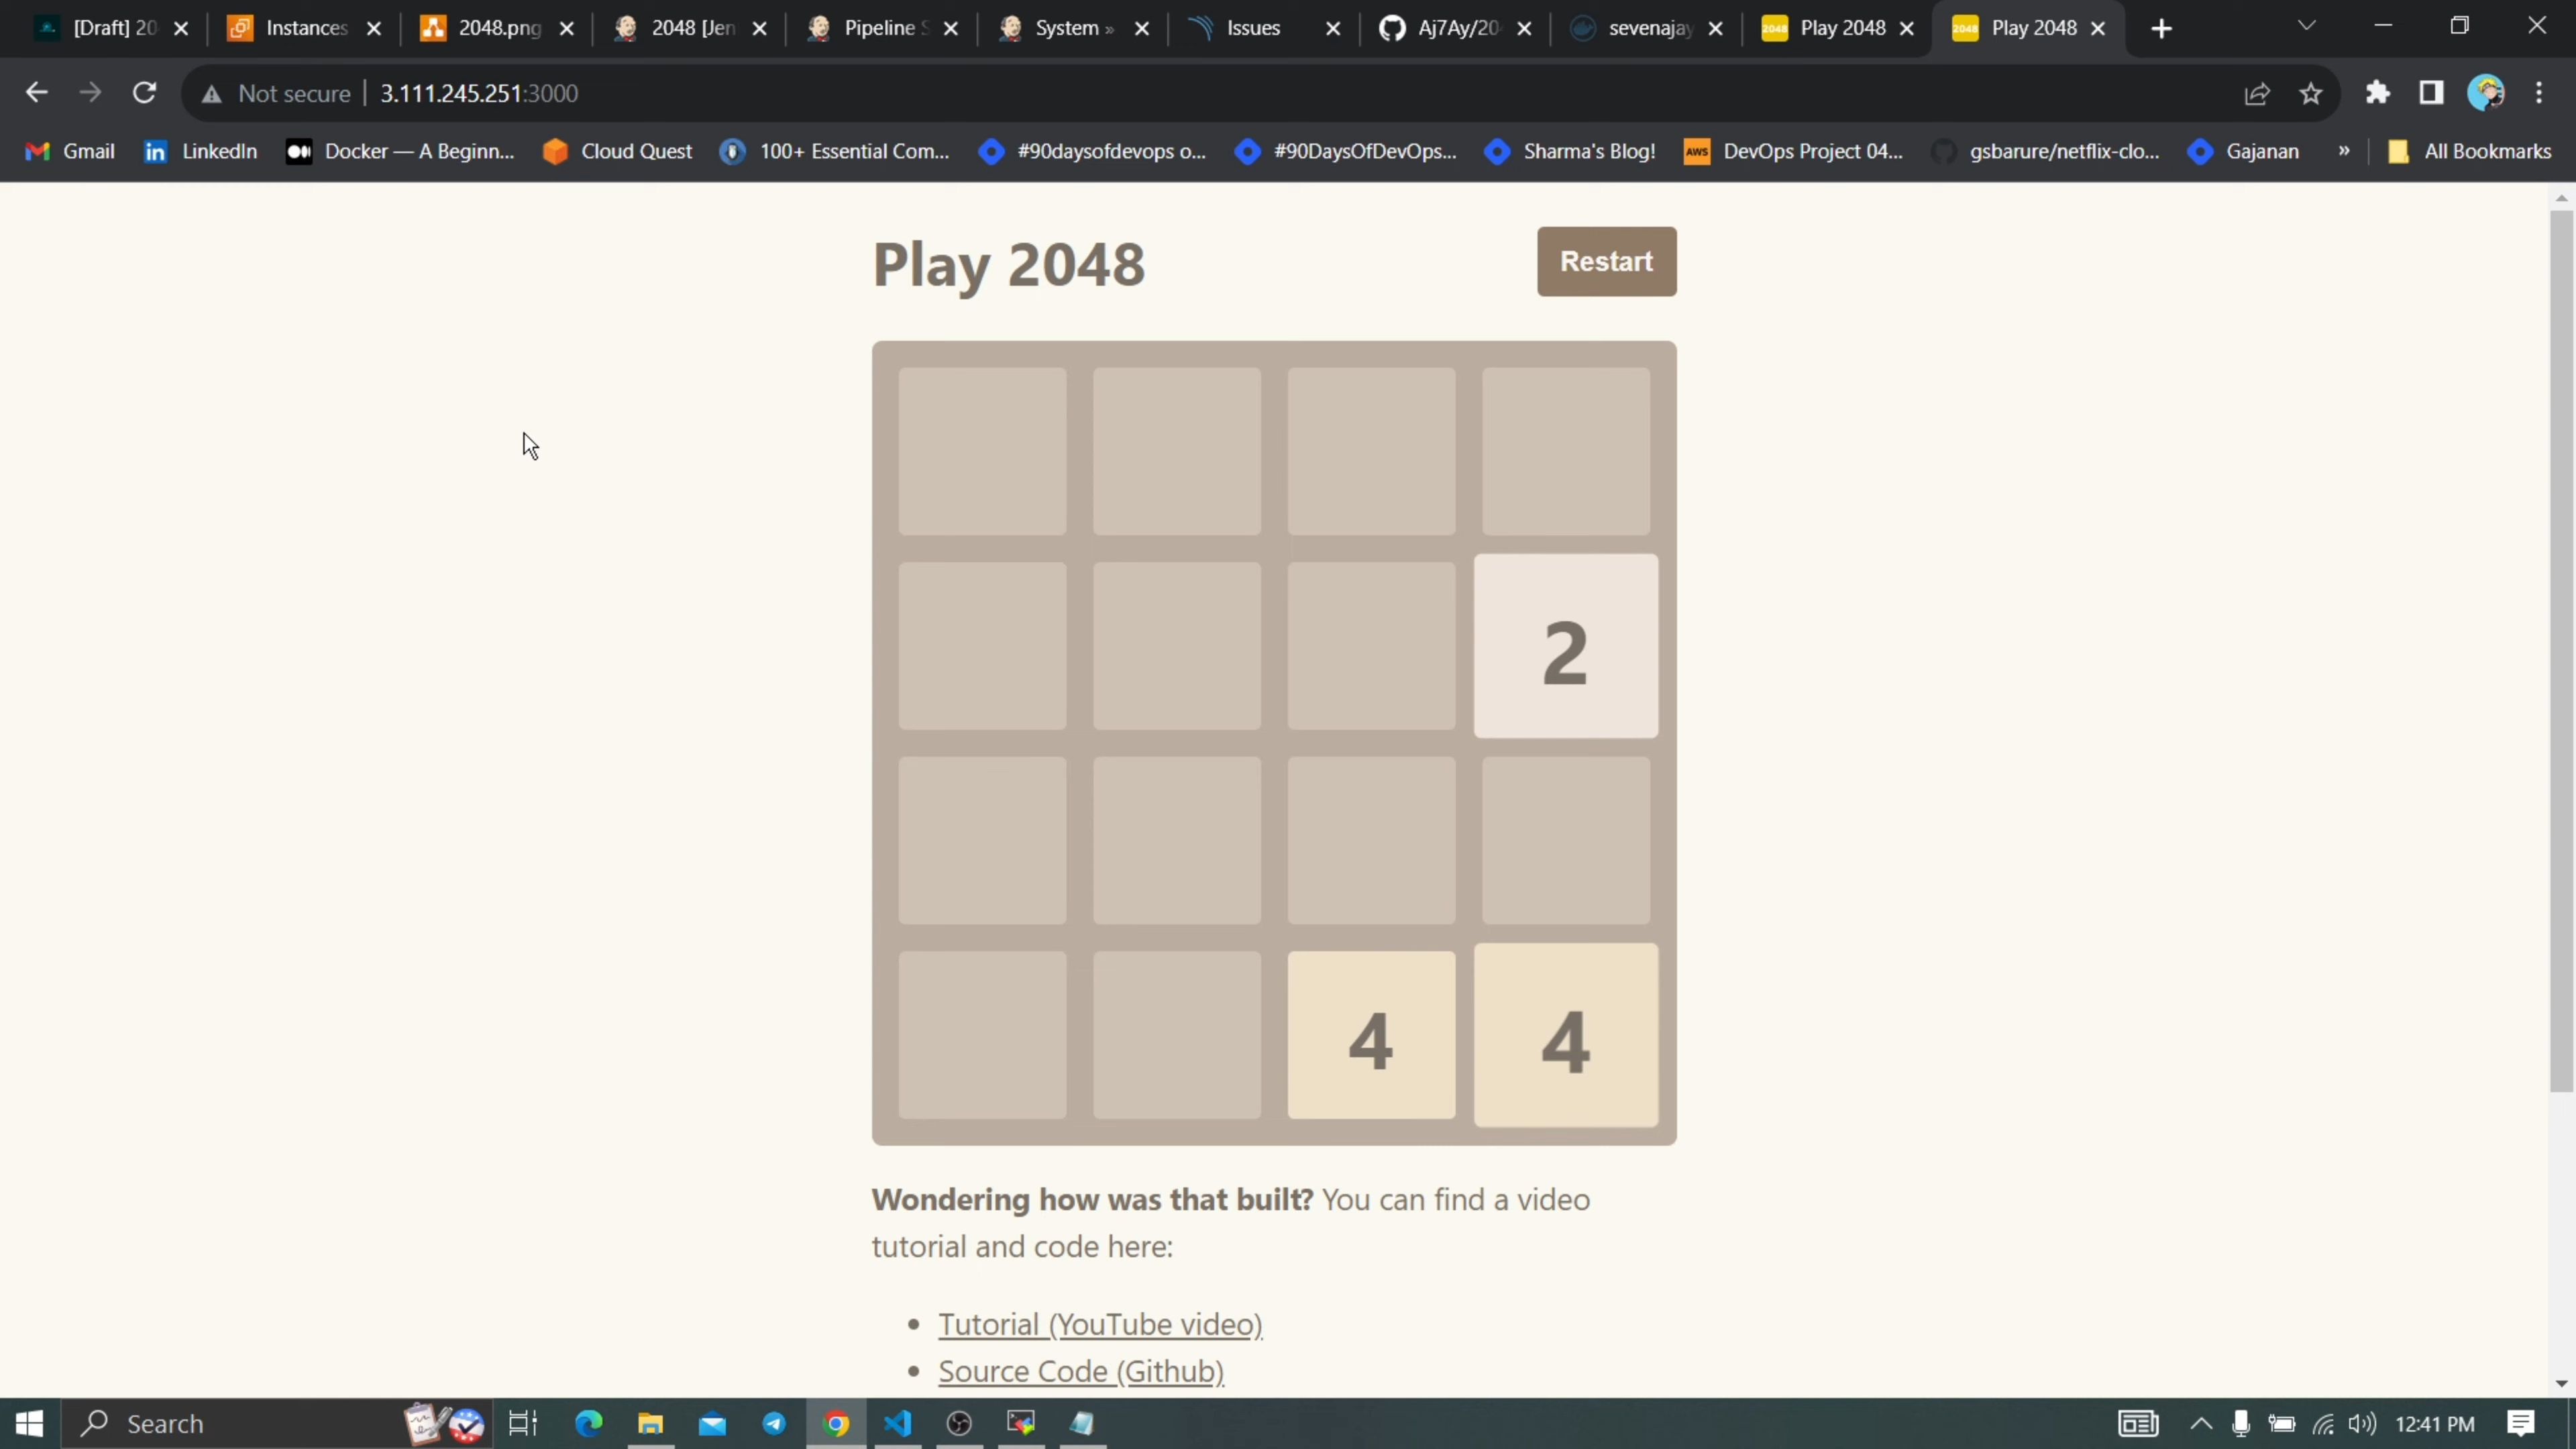 [Draft] 20 Instances 2048.png 2048 [Jen Pipeline S System » Issues Aj7Ay/20 sevenajay Play 2048 Play 2048
Not secure 3.111.245.251:3000
Gmail LinkedIn Docker — A Beginn... Cloud Quest 100+ Essential Com... #90daysofdevops o... #90DaysOfDevOps... Sharma's Blog! DevOps Project 04... gsbarure/netflix-clo... Gajanan » All Bookmarks
Play 2048
Restart
2
4 4
Wondering how was that built? You can find a video
tutorial and code here:
• Tutorial (YouTube video)
• Source Code (Github)
Search 12:41 PM